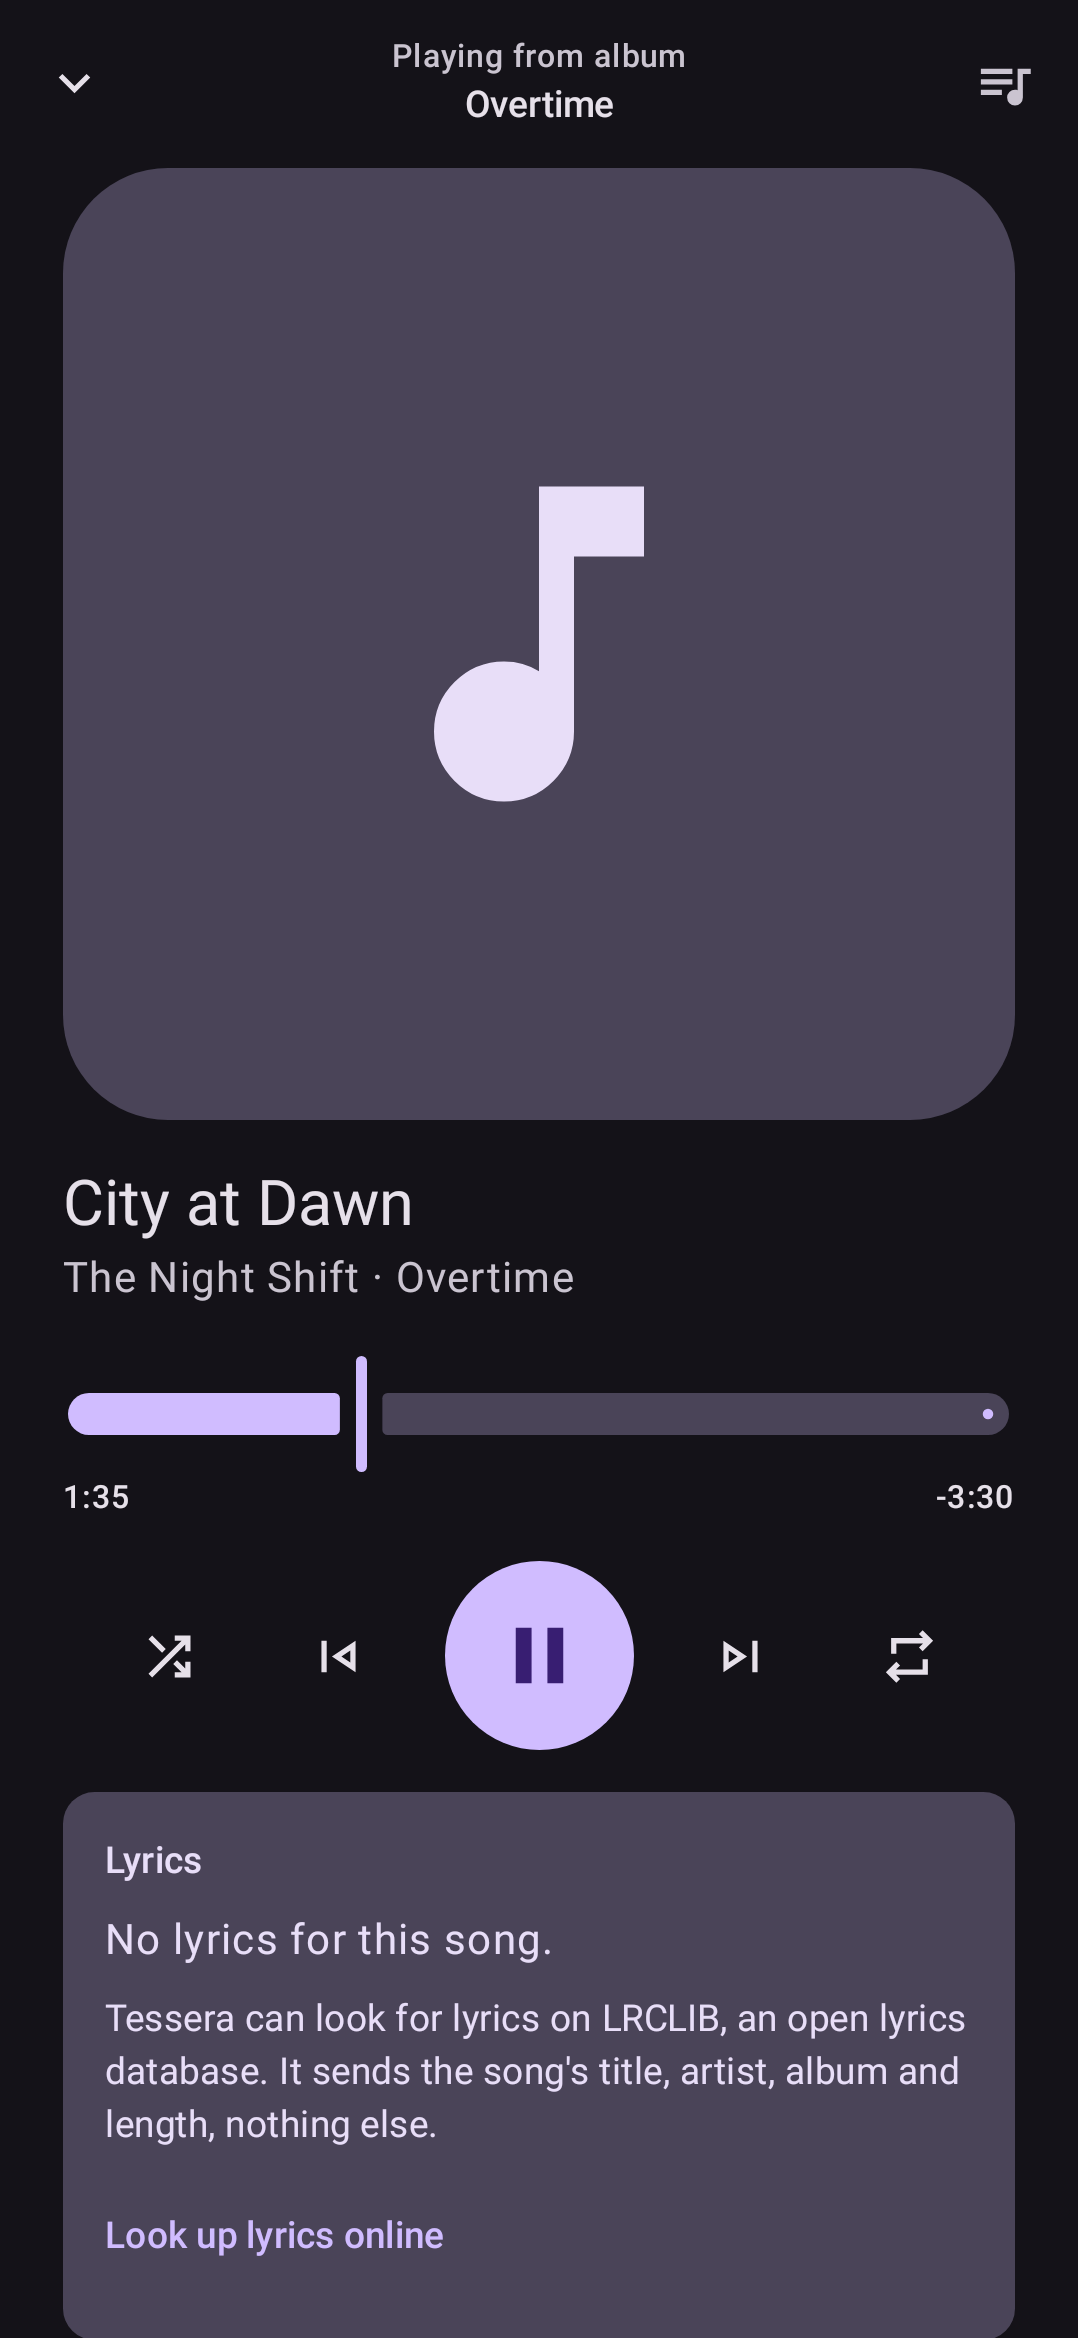 Playing from album
Overtime
City at Dawn
The Night Shift · Overtime
1:35
-3:30
Lyrics
No lyrics for this song.
Tessera can look for lyrics on LRCLIB, an open lyrics
database. It sends the song's title, artist, album and
length, nothing else.
Look up lyrics online